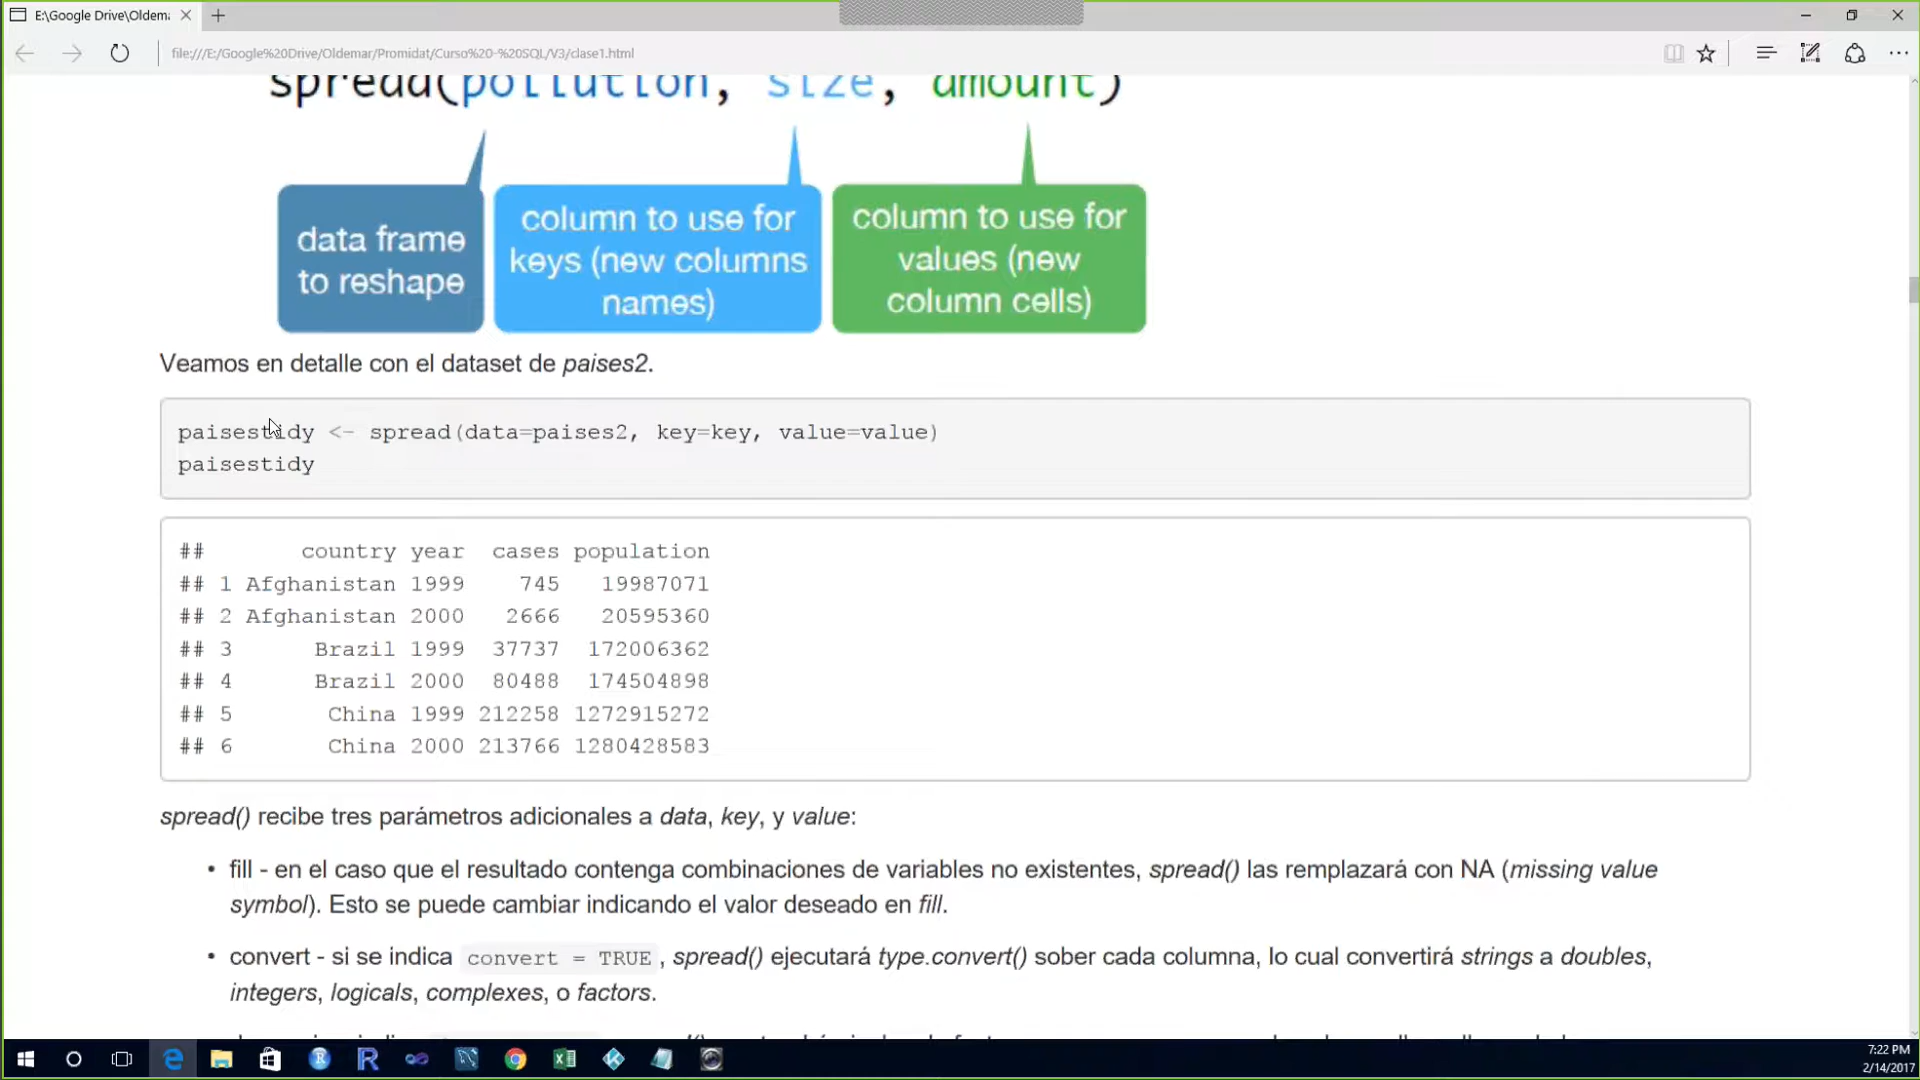 E:\Google Drive\Oldema
file:///E:/Google%20Drive/Oldemar/Promidat/Curso%20-%20SQL/V3/clase1.html
spread(pollution, size, amount)
data frame
to reshape
column to use for
keys (new columns
names)
column to use for
values (new
column cells)
Veamos en detalle con el dataset de paises2.
paisestidy <- spread(data=paises2, key=key, value=value)
paisestidy
## country year cases population
## 1 Afghanistan 1999 745 19987071
## 2 Afghanistan 2000 2666 20595360
## 3 Brazil 1999 37737 172006362
## 4 Brazil 2000 80488 174504898
## 5 China 1999 212258 1272915272
## 6 China 2000 213766 1280428583
spread() recibe tres parámetros adicionales a data, key, y value:
• fill - en el caso que el resultado contenga combinaciones de variables no existentes, spread() las remplazará con NA (missing value
symbol). Esto se puede cambiar indicando el valor deseado en fill.
• convert - si se indica convert = TRUE , spread() ejecutará type.convert() sober cada columna, lo cual convertirá strings a doubles,
integers, logicals, complexes, o factors.
7:22 PM
2/14/2017